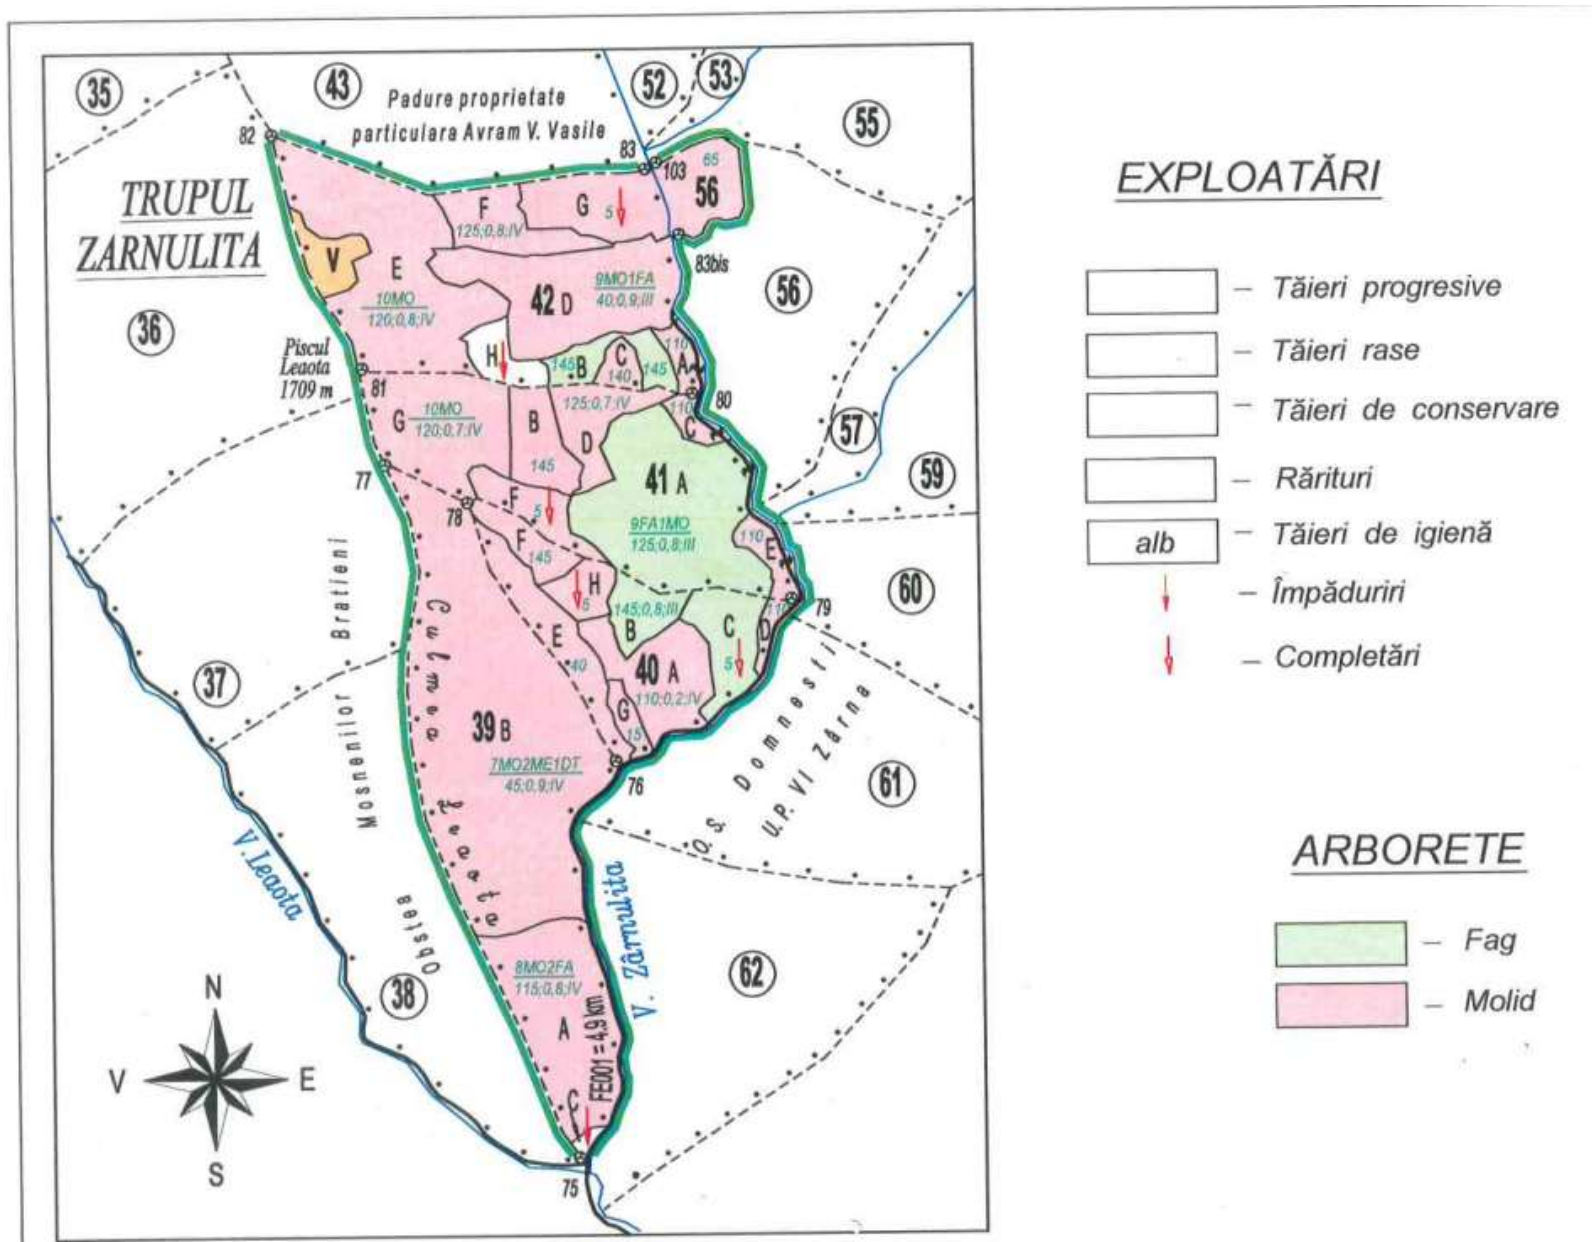 35
43
52
53
55
Padure proprietate
particulara Avram V. Vasile
82
83
103
65
56
TRUPUL
ZARNULITA
F
125;0,8;IV
G
5
V
E
10MO
120;0,8;IV
42 D
9MO1FA
40;0,9;III
83bis
56
36
Piscul
Leaota
1709 m
81
H
145
B
C
140
145
110
A
80
G
10MO
120;0,7;IV
B
145
125;0,7;IV
D
110
C
57
59
77
78
F
5
41 A
9FA1MO
125;0,8;III
110
E
F
145
H
5
145;0,8;III
B
C
5
110
D
79
60
E
40
40 A
110;0,2;IV
G
15
37
Obstea Mosnenilor Bratieni
Culmea Leaota
39 B
7MO2ME1DT
45;0,9;IV
76
O. S. Domnesti
U.P. VI Zârna
61
V. Leaota
V. Zârnulita
8MO2FA
115;0,8;IV
A
C
FE001 = 4.9 km
38
62
75
N
V
E
S
EXPLOATĂRI
– Tăieri progresive
– Tăieri rase
– Tăieri de conservare
– Rărituri
alb – Tăieri de igienă
– Împăduriri
– Completări
ARBORETE
– Fag
– Molid